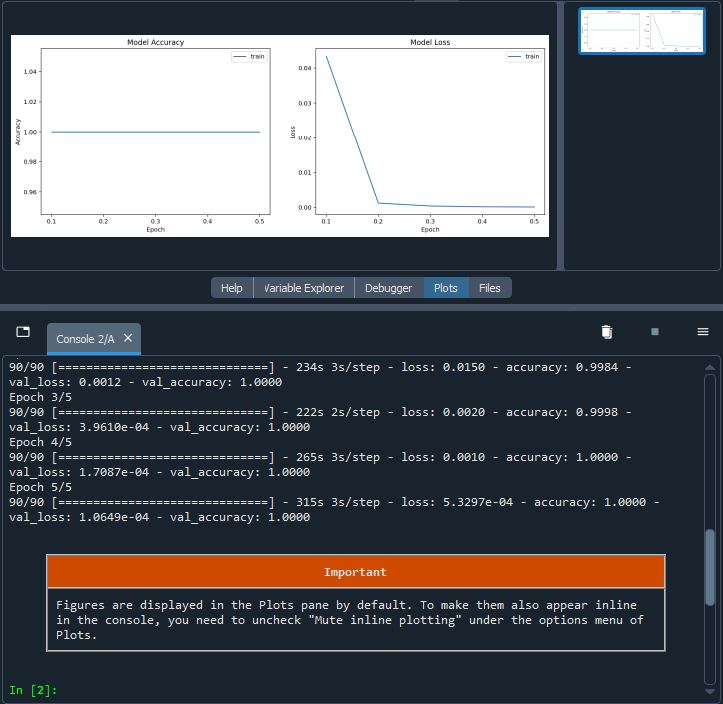 Model Accuracy
train
1.04
1.02
1.00
0.98
0.96
Accuracy
0.1 0.2 0.3 0.4 0.5
Epoch
Model Loss
train
0.04
0.03
0.02
0.01
0.00
Loss
0.1 0.2 0.3 0.4 0.5
Epoch
Help Variable Explorer Debugger Plots Files
Console 2/A
90/90 [==============================] - 234s 3s/step - loss: 0.0150 - accuracy: 0.9984 -
val_loss: 0.0012 - val_accuracy: 1.0000
Epoch 3/5
90/90 [==============================] - 222s 2s/step - loss: 0.0020 - accuracy: 0.9998 -
val_loss: 3.9610e-04 - val_accuracy: 1.0000
Epoch 4/5
90/90 [==============================] - 265s 3s/step - loss: 0.0010 - accuracy: 1.0000 -
val_loss: 1.7087e-04 - val_accuracy: 1.0000
Epoch 5/5
90/90 [==============================] - 315s 3s/step - loss: 5.3297e-04 - accuracy: 1.0000 -
val_loss: 1.0649e-04 - val_accuracy: 1.0000
Important
Figures are displayed in the Plots pane by default. To make them also appear inline
in the console, you need to uncheck "Mute inline plotting" under the options menu of
Plots.
In [2]: